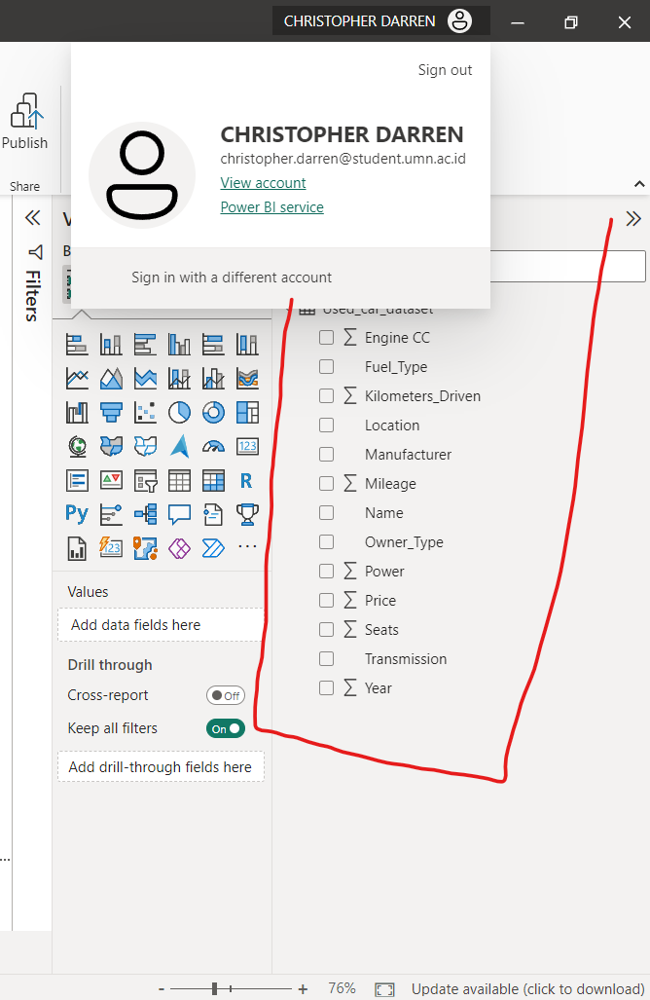 CHRISTOPHER DARREN
Sign out
CHRISTOPHER DARREN
christopher.darren@student.umn.ac.id
View account
Power BI service
Sign in with a different account
Publish
Share
Filters
Used_car_dataset
Engine CC
Fuel_Type
Kilometers_Driven
Location
Manufacturer
Mileage
Name
Owner_Type
Power
Price
Seats
Transmission
Year
123
R
Py
123
Values
Add data fields here
Drill through
Cross-report
Off
Keep all filters
On
Add drill-through fields here
76%
Update available (click to download)